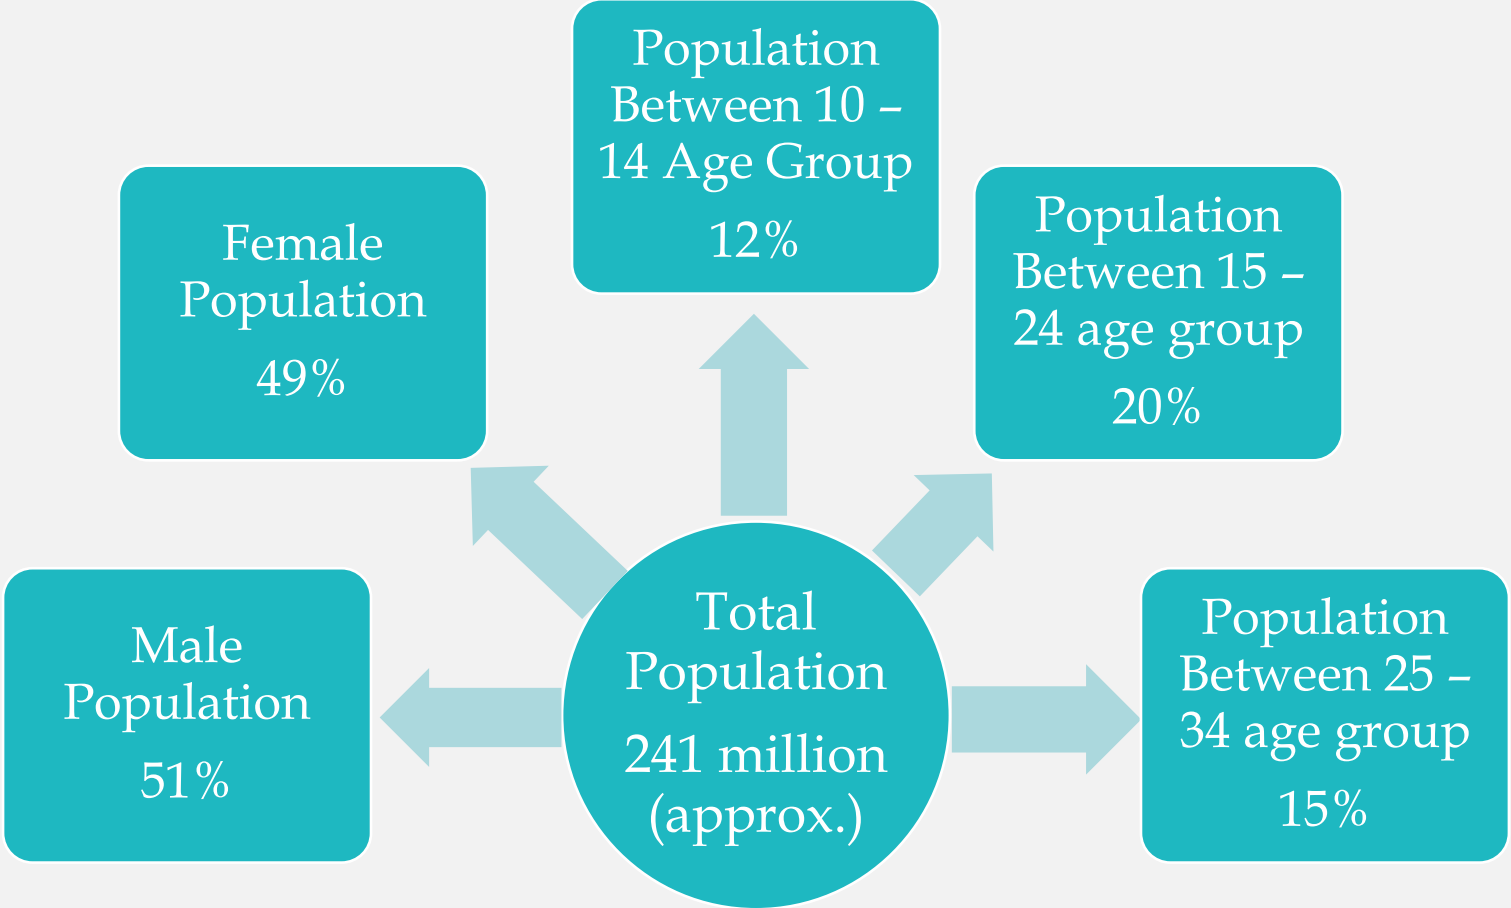 Population
Between 10 –
14 Age Group
12%
Female
Population
49%
Population
Between 15 –
24 age group
20%
Male
Population
51%
Total
Population
241 million
(approx.)
Population
Between 25 –
34 age group
15%